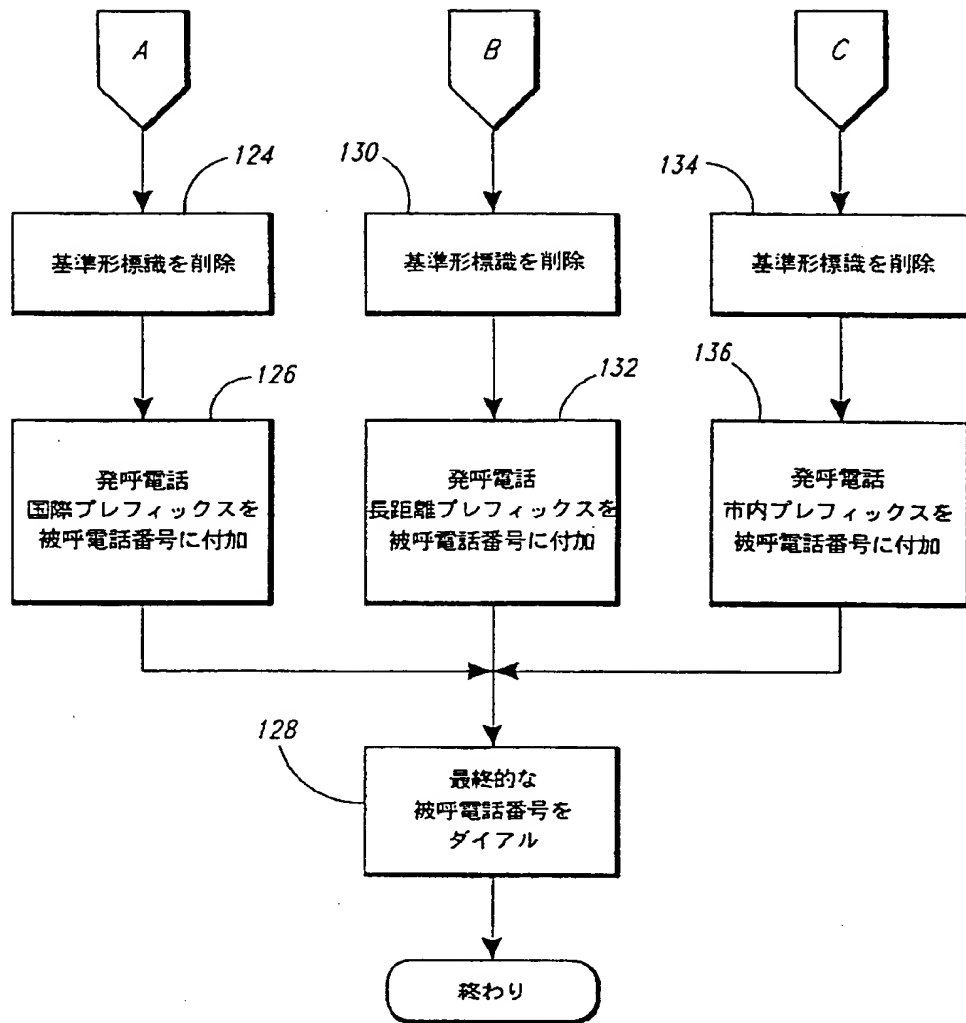 A
B
C
124
130
134
基準形標識を削除
基準形標識を削除
基準形標識を削除
126
132
136
発呼電話
国際プレフィックスを
被呼電話番号に付加
発呼電話
長距離プレフィックスを
被呼電話番号に付加
発呼電話
市内プレフィックスを
被呼電話番号に付加
128
最終的な
被呼電話番号を
ダイアル
終わり